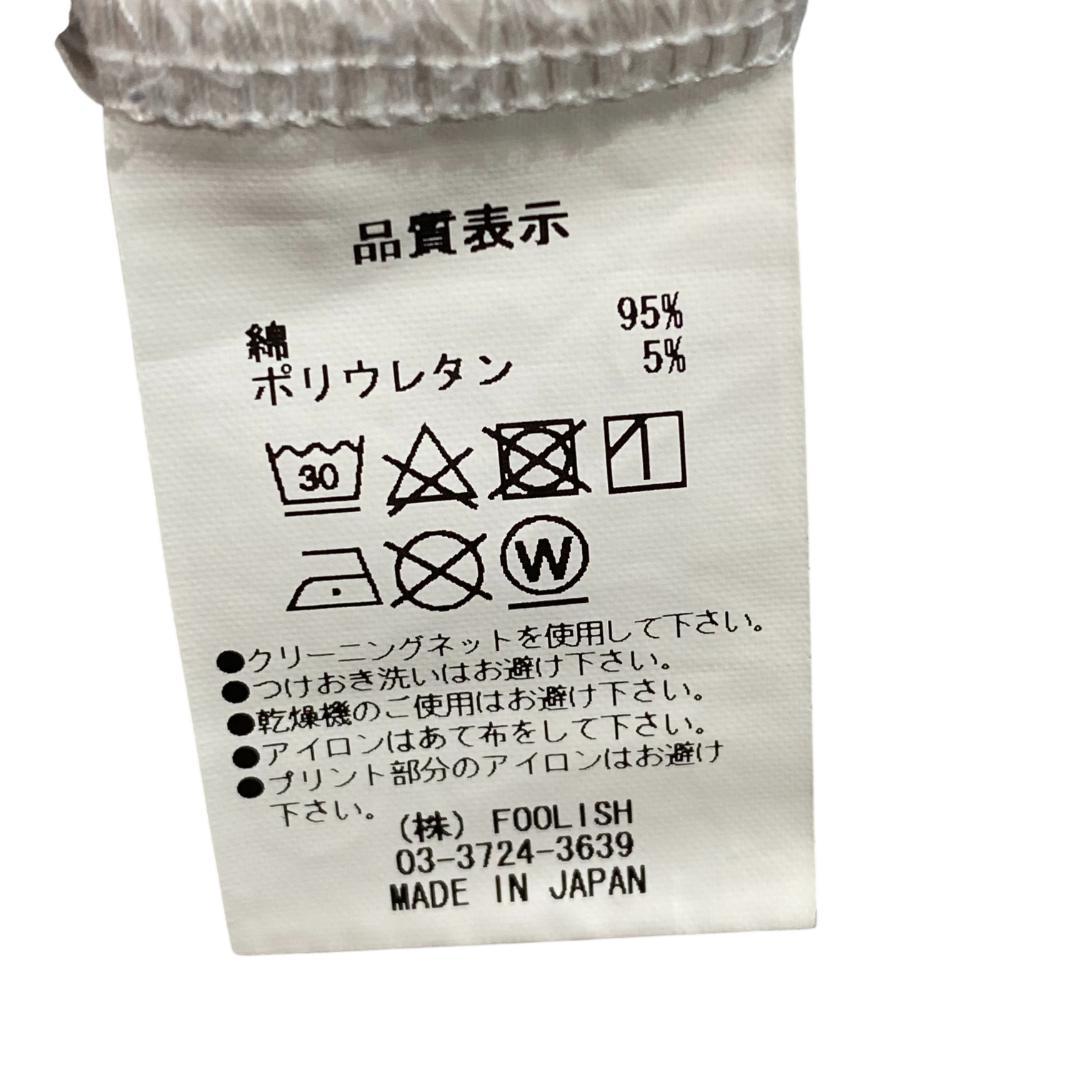 品質表示
綿 95%
ポリウレタン 5%
30
W
●クリーニングネットを使用して下さい。
●つけおき洗いはお避け下さい。
●乾燥機のご使用はお避け下さい。
●アイロンはあて布をして下さい。
●プリント部分のアイロンはお避け
下さい。
(株) FOOLISH
03-3724-3639
MADE IN JAPAN